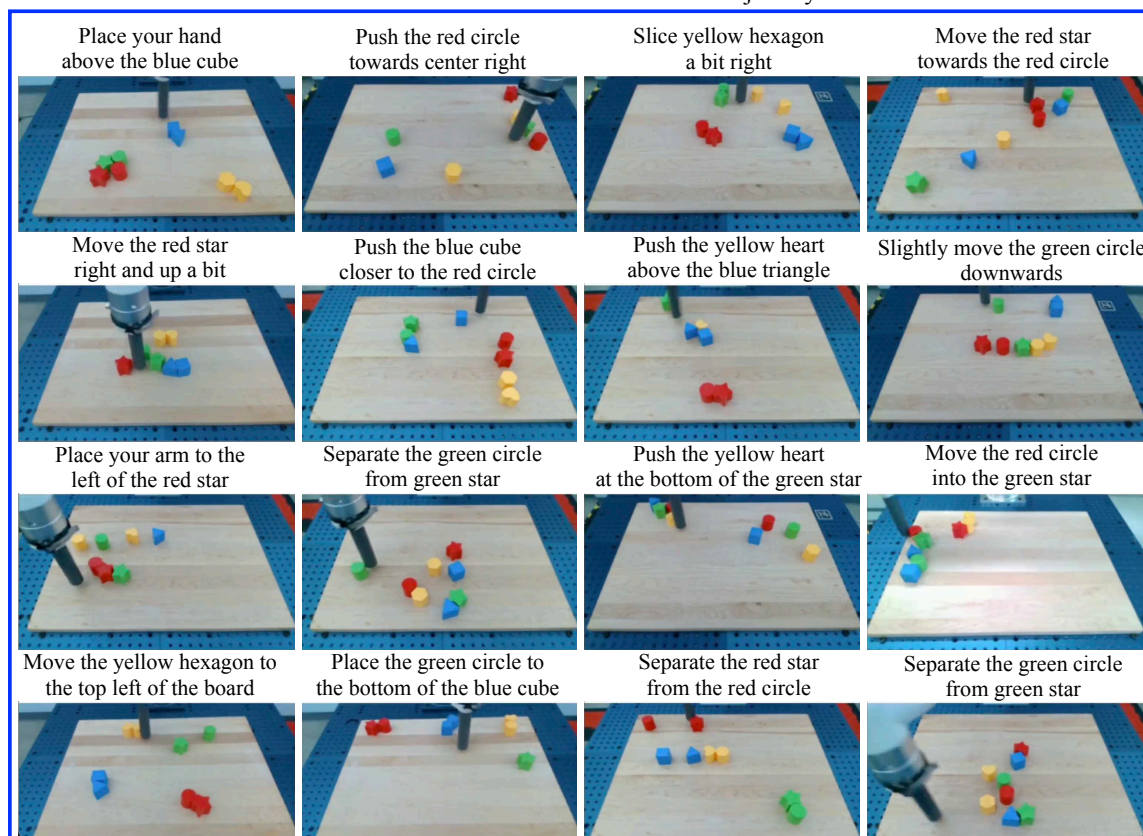 Place your hand
above the blue cube
Push the red circle
towards center right
Slice yellow hexagon
a bit right
Move the red star
towards the red circle
Move the red star
right and up a bit
Push the blue cube
closer to the red circle
Push the yellow heart
above the blue triangle
Slightly move the green circle
downwards
Place your arm to the
left of the red star
Separate the green circle
from green star
Push the yellow heart
at the bottom of the green star
Move the red circle
into the green star
Move the yellow hexagon to
the top left of the board
Place the green circle to
the bottom of the blue cube
Separate the red star
from the red circle
Separate the green circle
from green star